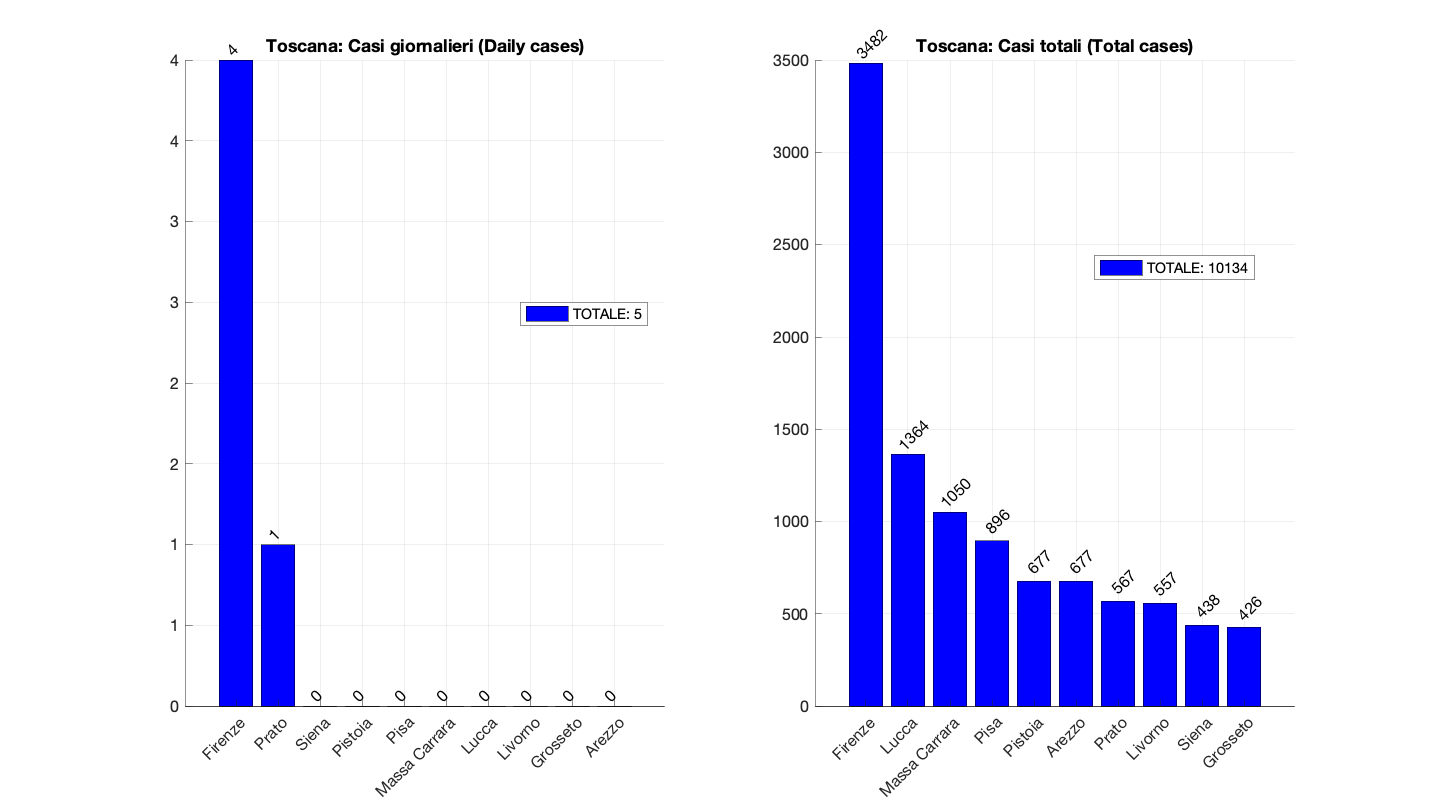 Toscana: Casi giornalieri (Daily cases)
4
4
3
3
2
2
1
1
0
4
1
0
0
0
0
0
0
0
0
TOTALE: 5
Firenze
Prato
Siena
Pistoia
Pisa
Massa Carrara
Lucca
Livorno
Grosseto
Arezzo
Toscana: Casi totali (Total cases)
3500
3000
2500
2000
1500
1000
500
0
3482
1364
1050
896
677
677
567
557
438
426
TOTALE: 10134
Firenze
Lucca
Massa Carrara
Pisa
Pistoia
Arezzo
Prato
Livorno
Siena
Grosseto